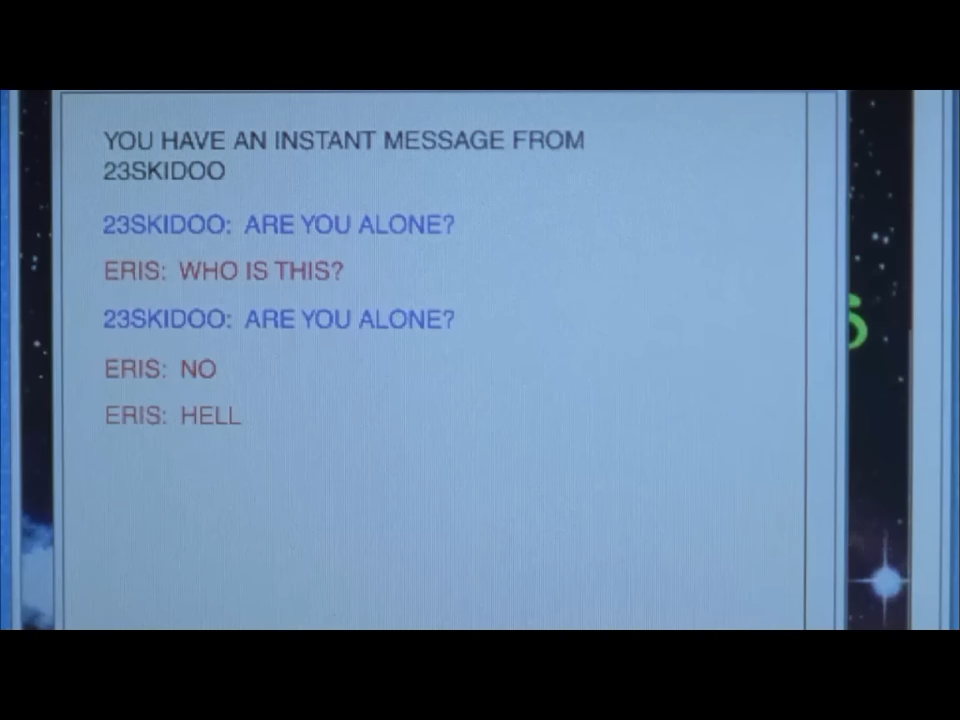 YOU HAVE AN INSTANT MESSAGE FROM
23SKIDOO
23SKIDOO: ARE YOU ALONE?
ERIS: WHO IS THIS?
23SKIDOO: ARE YOU ALONE?
ERIS: NO
ERIS: HELL